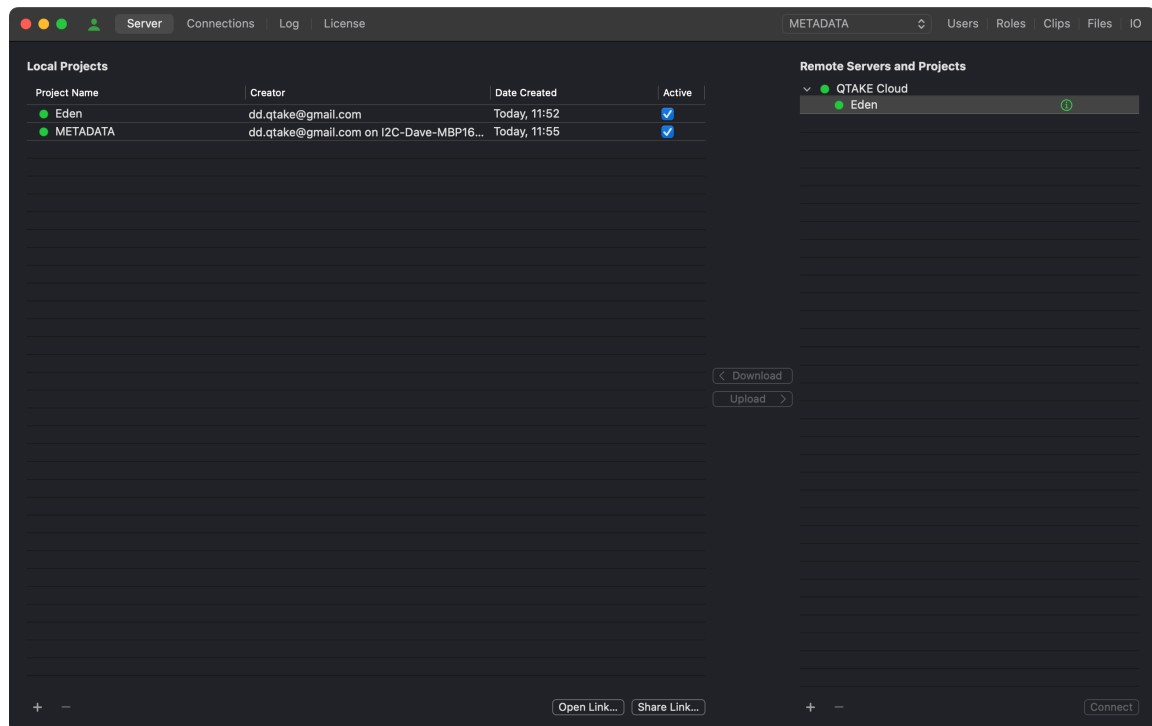 Server Connections Log License METADATA Users Roles Clips Files IO
Local Projects
Project Name Creator Date Created Active
Eden dd.qtake@gmail.com Today, 11:52
METADATA dd.qtake@gmail.com on I2C-Dave-MBP16... Today, 11:55
Open Link... Share Link...
< Download
Upload >
Remote Servers and Projects
QTAKE Cloud
Eden
Connect